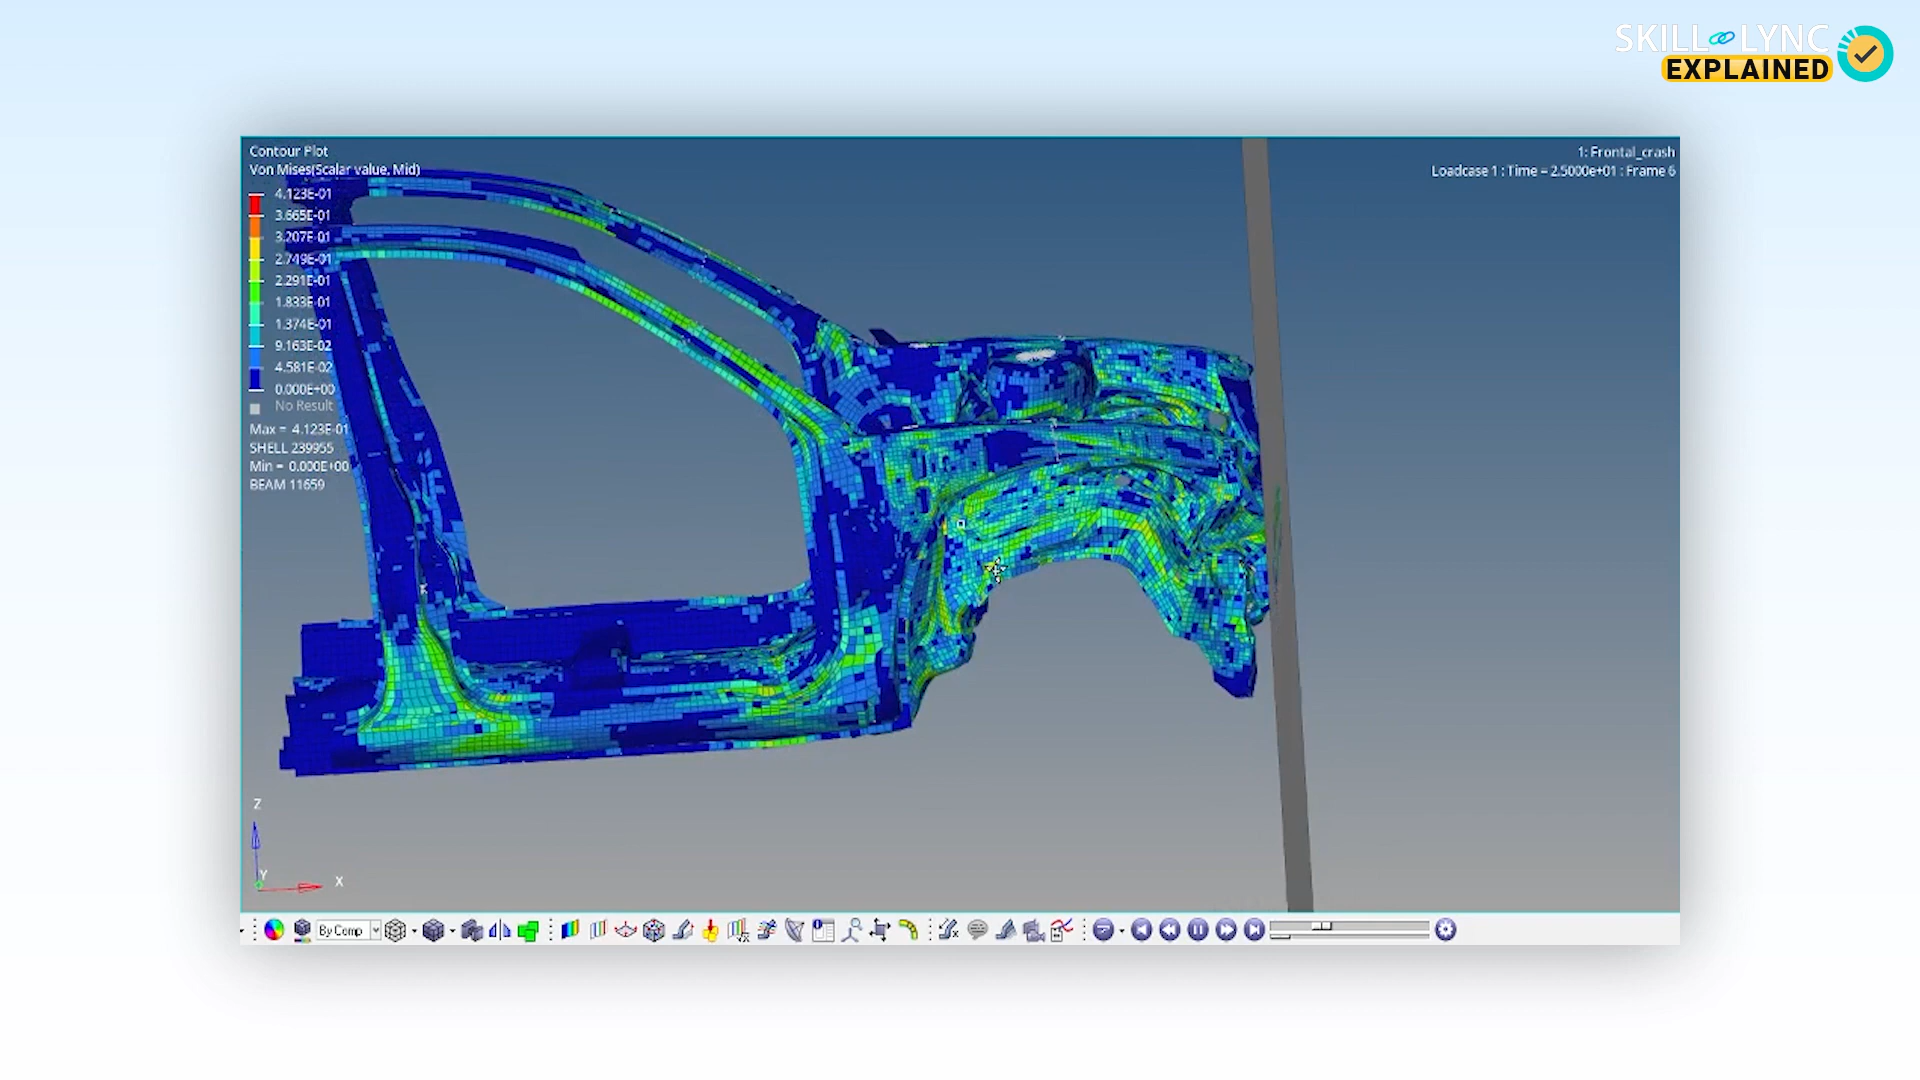 SKILL LYNC
EXPLAINED
Contour Plot
Von Mises(Scalar value, Mid)
4.123E-01
3.665E-01
3.207E-01
2.749E-01
2.291E-01
1.833E-01
1.374E-01
9.163E-02
4.581E-02
0.000E+00
No Result
Max = 4.123E-01
SHELL 239955
Min = 0.000E+00
BEAM 11659
1: Frontal_crash
Loadcase 1 : Time = 2.5000e+01 : Frame 6
Z
Y
X
By Comp